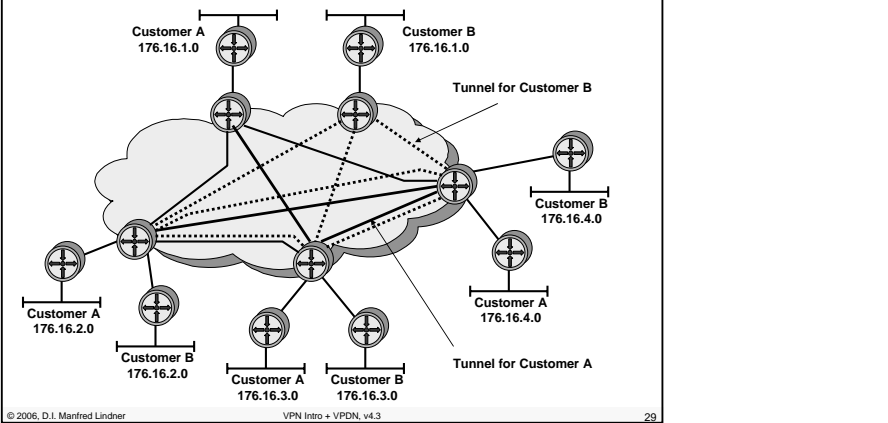 Customer A
176.16.1.0
Customer B
176.16.1.0
Tunnel for Customer B
Customer B
176.16.4.0
Customer A
176.16.4.0
Customer A
176.16.2.0
Customer B
176.16.2.0
Customer A
176.16.3.0
Customer B
176.16.3.0
Tunnel for Customer A
© 2006, D.I. Manfred Lindner
VPN Intro + VPDN, v4.3
29